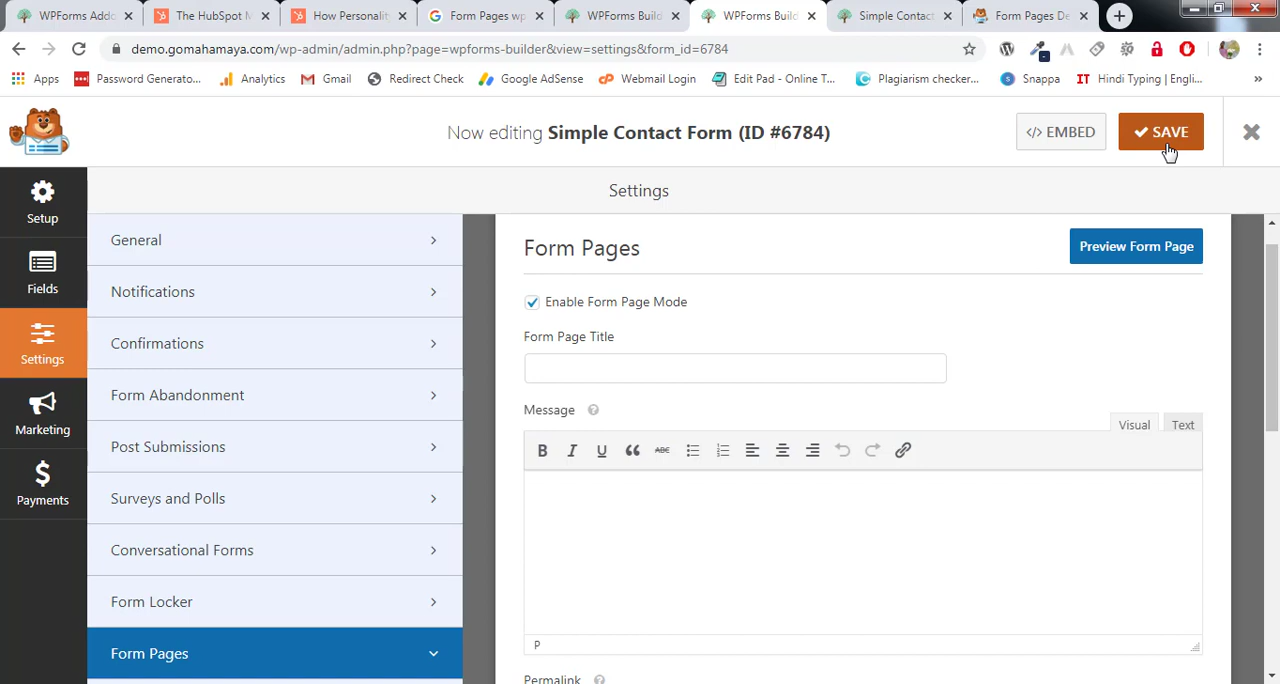 WPForms Addo
The HubSpot M
How Personality
Form Pages wp
WPForms Build
WPForms Build
Simple Contact
Form Pages De
demo.gomahamaya.com/wp-admin/admin.php?page=wpforms-builder&view=settings&form_id=6784
Apps
Password Generato...
Analytics
Gmail
Redirect Check
Google AdSense
Webmail Login
Edit Pad - Online T...
Plagiarism checker...
Snappa
Hindi Typing | Engli...
Now editing Simple Contact Form (ID #6784)
</> EMBED
SAVE
Settings
Setup
Fields
Settings
Marketing
Payments
General
Notifications
Confirmations
Form Abandonment
Post Submissions
Surveys and Polls
Conversational Forms
Form Locker
Form Pages
Form Pages
Preview Form Page
Enable Form Page Mode
Form Page Title
Message
Visual
Text
B I U ABC
P
Permalink